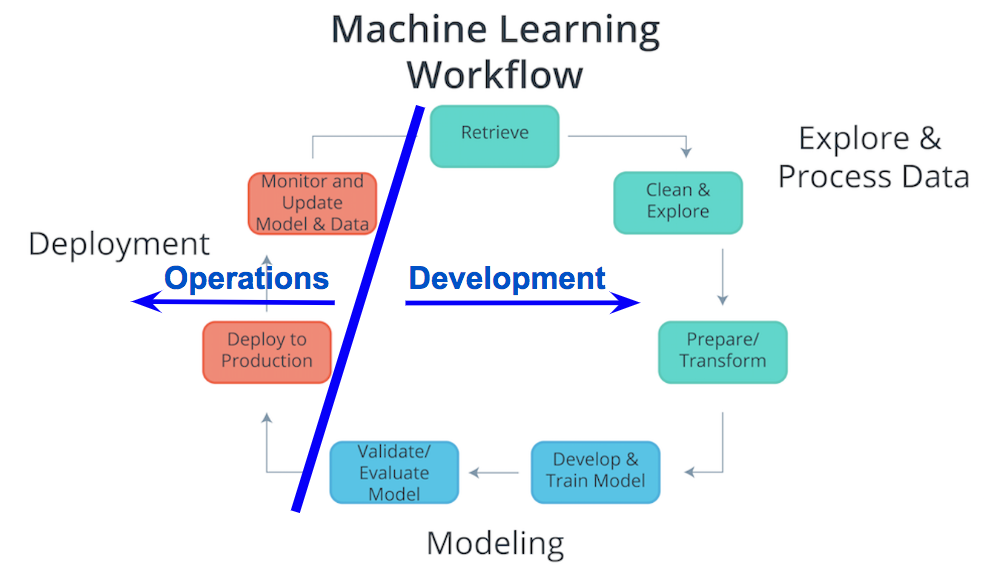 Machine Learning
Workflow
Retrieve
Explore &
Process Data
Clean &
Explore
Monitor and
Update
Model & Data
Deployment
Operations
Development
Deploy to
Production
Prepare/
Transform
Validate/
Evaluate
Model
Develop &
Train Model
Modeling